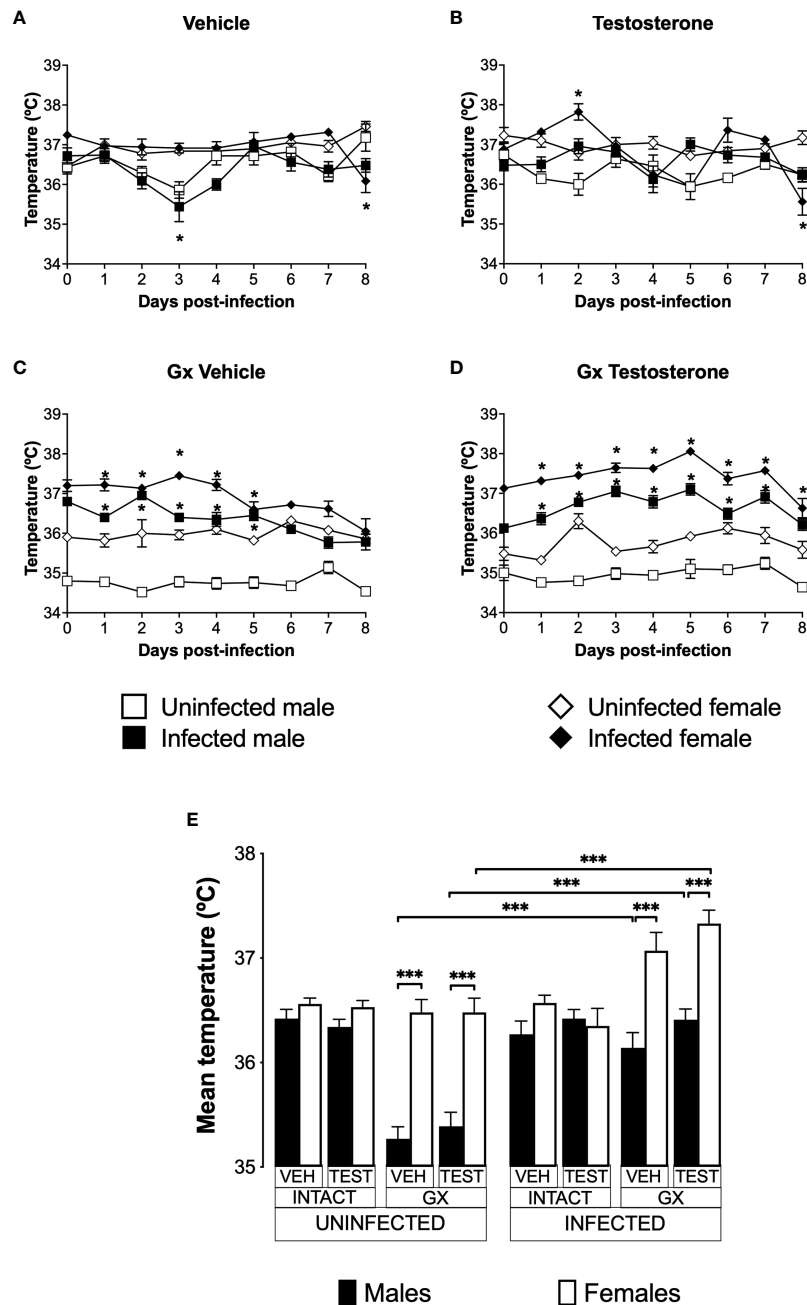 A
Vehicle
39
38
37
36
35
34
Temperature (ºC)
*
*
0 1 2 3 4 5 6 7 8
Days post-infection
B
Testosterone
39
38
37
36
35
34
Temperature (ºC)
*
*
0 1 2 3 4 5 6 7 8
Days post-infection
C
Gx Vehicle
39
38
37
36
35
34
Temperature (ºC)
* * * * *
* * * * *
0 1 2 3 4 5 6 7 8
Days post-infection
D
Gx Testosterone
39
38
37
36
35
34
Temperature (ºC)
* * * * * * * *
* * * * * * *
0 1 2 3 4 5 6 7 8
Days post-infection
Uninfected male
Infected male
Uninfected female
Infected female
E
38
37
36
35
Mean temperature (ºC)
***
*** ***
*** ***
*** ***
VEH TEST VEH TEST VEH TEST VEH TEST
INTACT GX INTACT GX
UNINFECTED INFECTED
Males Females